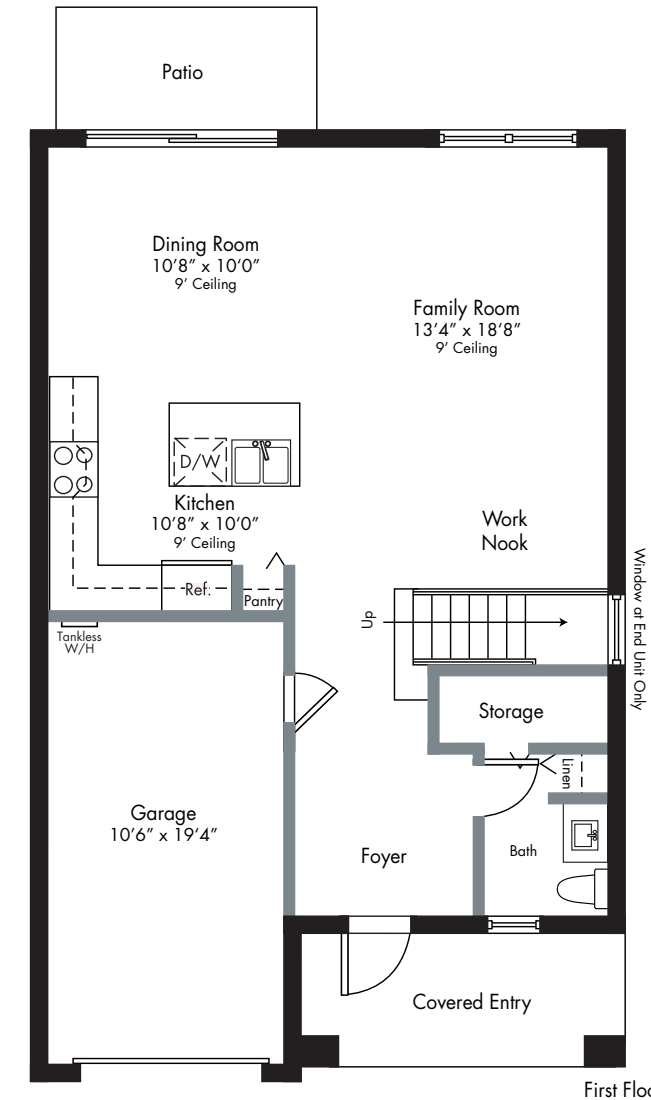 Patio
Dining Room
10’8” x 10’0”
9’ Ceiling
Family Room
13’4” x 18’8”
9’ Ceiling
D/W
Kitchen
10’8” x 10’0”
9’ Ceiling
Work
Nook
Ref.
Pantry
Up
Window at End Unit Only
Tankless
W/H
Storage
Linen
Garage
10’6” x 19’4”
Foyer
Bath
Covered Entry
First Floo